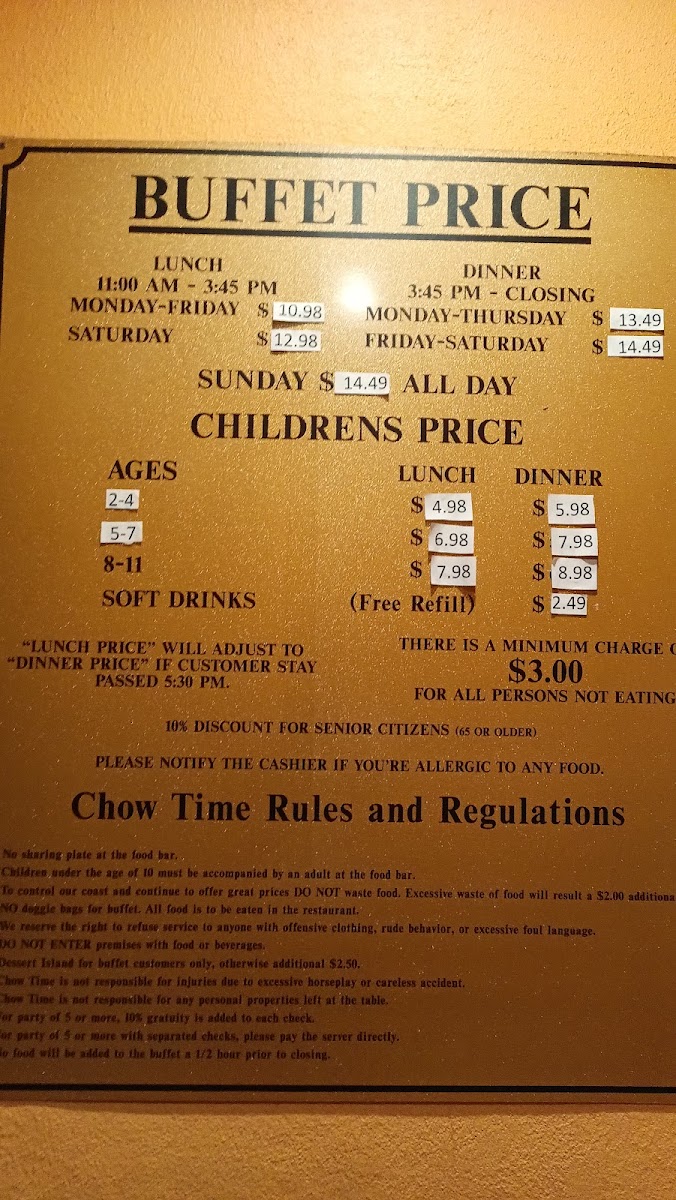 BUFFET PRICE
LUNCH
11:00 AM - 3:45 PM
MONDAY-FRIDAY $ 10.98
SATURDAY $ 12.98
DINNER
3:45 PM - CLOSING
MONDAY-THURSDAY $ 13.49
FRIDAY-SATURDAY $ 14.49
SUNDAY $ 14.49 ALL DAY
CHILDRENS PRICE
AGES LUNCH DINNER
2-4 $ 4.98 $ 5.98
5-7 $ 6.98 $ 7.98
8-11 $ 7.98 $ 8.98
SOFT DRINKS (Free Refill) $ 2.49
"LUNCH PRICE" WILL ADJUST TO
"DINNER PRICE" IF CUSTOMER STAY
PASSED 5:30 PM.
THERE IS A MINIMUM CHARGE
$3.00
FOR ALL PERSONS NOT EATING
10% DISCOUNT FOR SENIOR CITIZENS (65 OR OLDER)
PLEASE NOTIFY THE CASHIER IF YOU'RE ALLERGIC TO ANY FOOD.
Chow Time Rules and Regulations
No sharing plate at the food bar.
Children under the age of 10 must be accompanied by an adult at the food bar.
To control our coast and continue to offer great prices DO NOT waste food. Excessive waste of food will result a $2.00 additiona
NO doggie bags for buffet. All food is to be eaten in the restaurant.
We reserve the right to refuse service to anyone with offensive clothing, rude behavior, or excessive foul language.
DO NOT ENTER premises with food or beverages.
Dessert Island for buffet customers only, otherwise additional $2.50.
Chow Time is not responsible for injuries due to excessive horseplay or careless accident.
Chow Time is not responsible for any personal properties left at the table.
or party of 5 or more, 10% gratuity is added to each check.
or party of 5 or more with separated checks, please pay the server directly.
o food will be added to the buffet a 1/2 hour prior to closing.